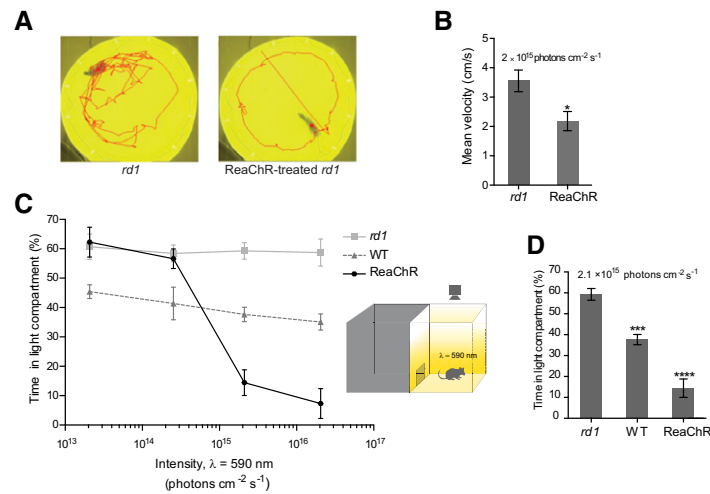 A
rd1
ReaChR-treated rd1
B
2 × 10¹⁵ photons cm⁻² s⁻¹
Mean velocity (cm/s)
5
4
3
2
1
0
*
rd1
ReaChR
C
Time in light compartment (%)
70
60
50
40
30
20
10
0
10¹³
10¹⁴
10¹⁵
10¹⁶
10¹⁷
Intensity, λ = 590 nm
(photons cm⁻² s⁻¹)
rd1
WT
ReaChR
λ = 590 nm
D
2.1 ×10¹⁵ photons cm⁻² s⁻¹
Time in light compartment (%)
70
60
50
40
30
20
10
0
***
****
rd1
WT
ReaChR